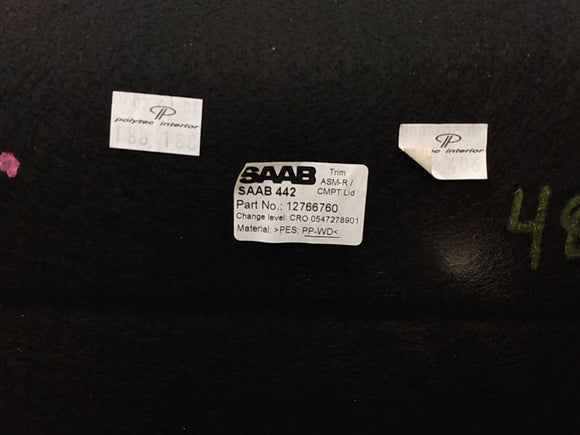 polytec interior
188 188
SAAB
Trim
ASM-R /
CMPT Lid
SAAB 442
Part No.: 12766760
Change level: CRO 0547278901
Material: >PES; PP-WD<
interior
406
48